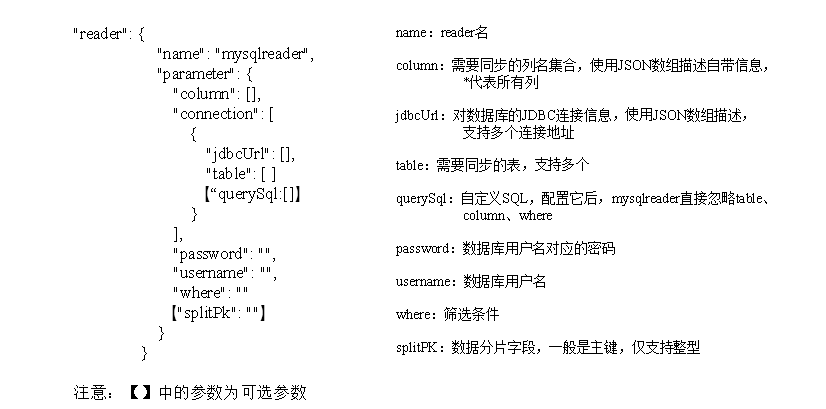 "reader": {
"name": "mysqlreader",
"parameter": {
"column": [],
"connection": [
{
"jdbcUrl": [],
"table": [ ]
【“querySql:[]】
}
],
"password": "",
"username": "",
"where": ""
【"splitPk": ""】
}
}
name：reader名
column：需要同步的列名集合，使用JSON数组描述自带信息，
*代表所有列
jdbcUrl：对数据库的JDBC连接信息，使用JSON数组描述，
支持多个连接地址
table：需要同步的表，支持多个
querySql：自定义SQL，配置它后，mysqlreader直接忽略table、
column、where
password：数据库用户名对应的密码
username：数据库用户名
where：筛选条件
splitPK：数据分片字段，一般是主键，仅支持整型
注意：【】中的参数为可选参数